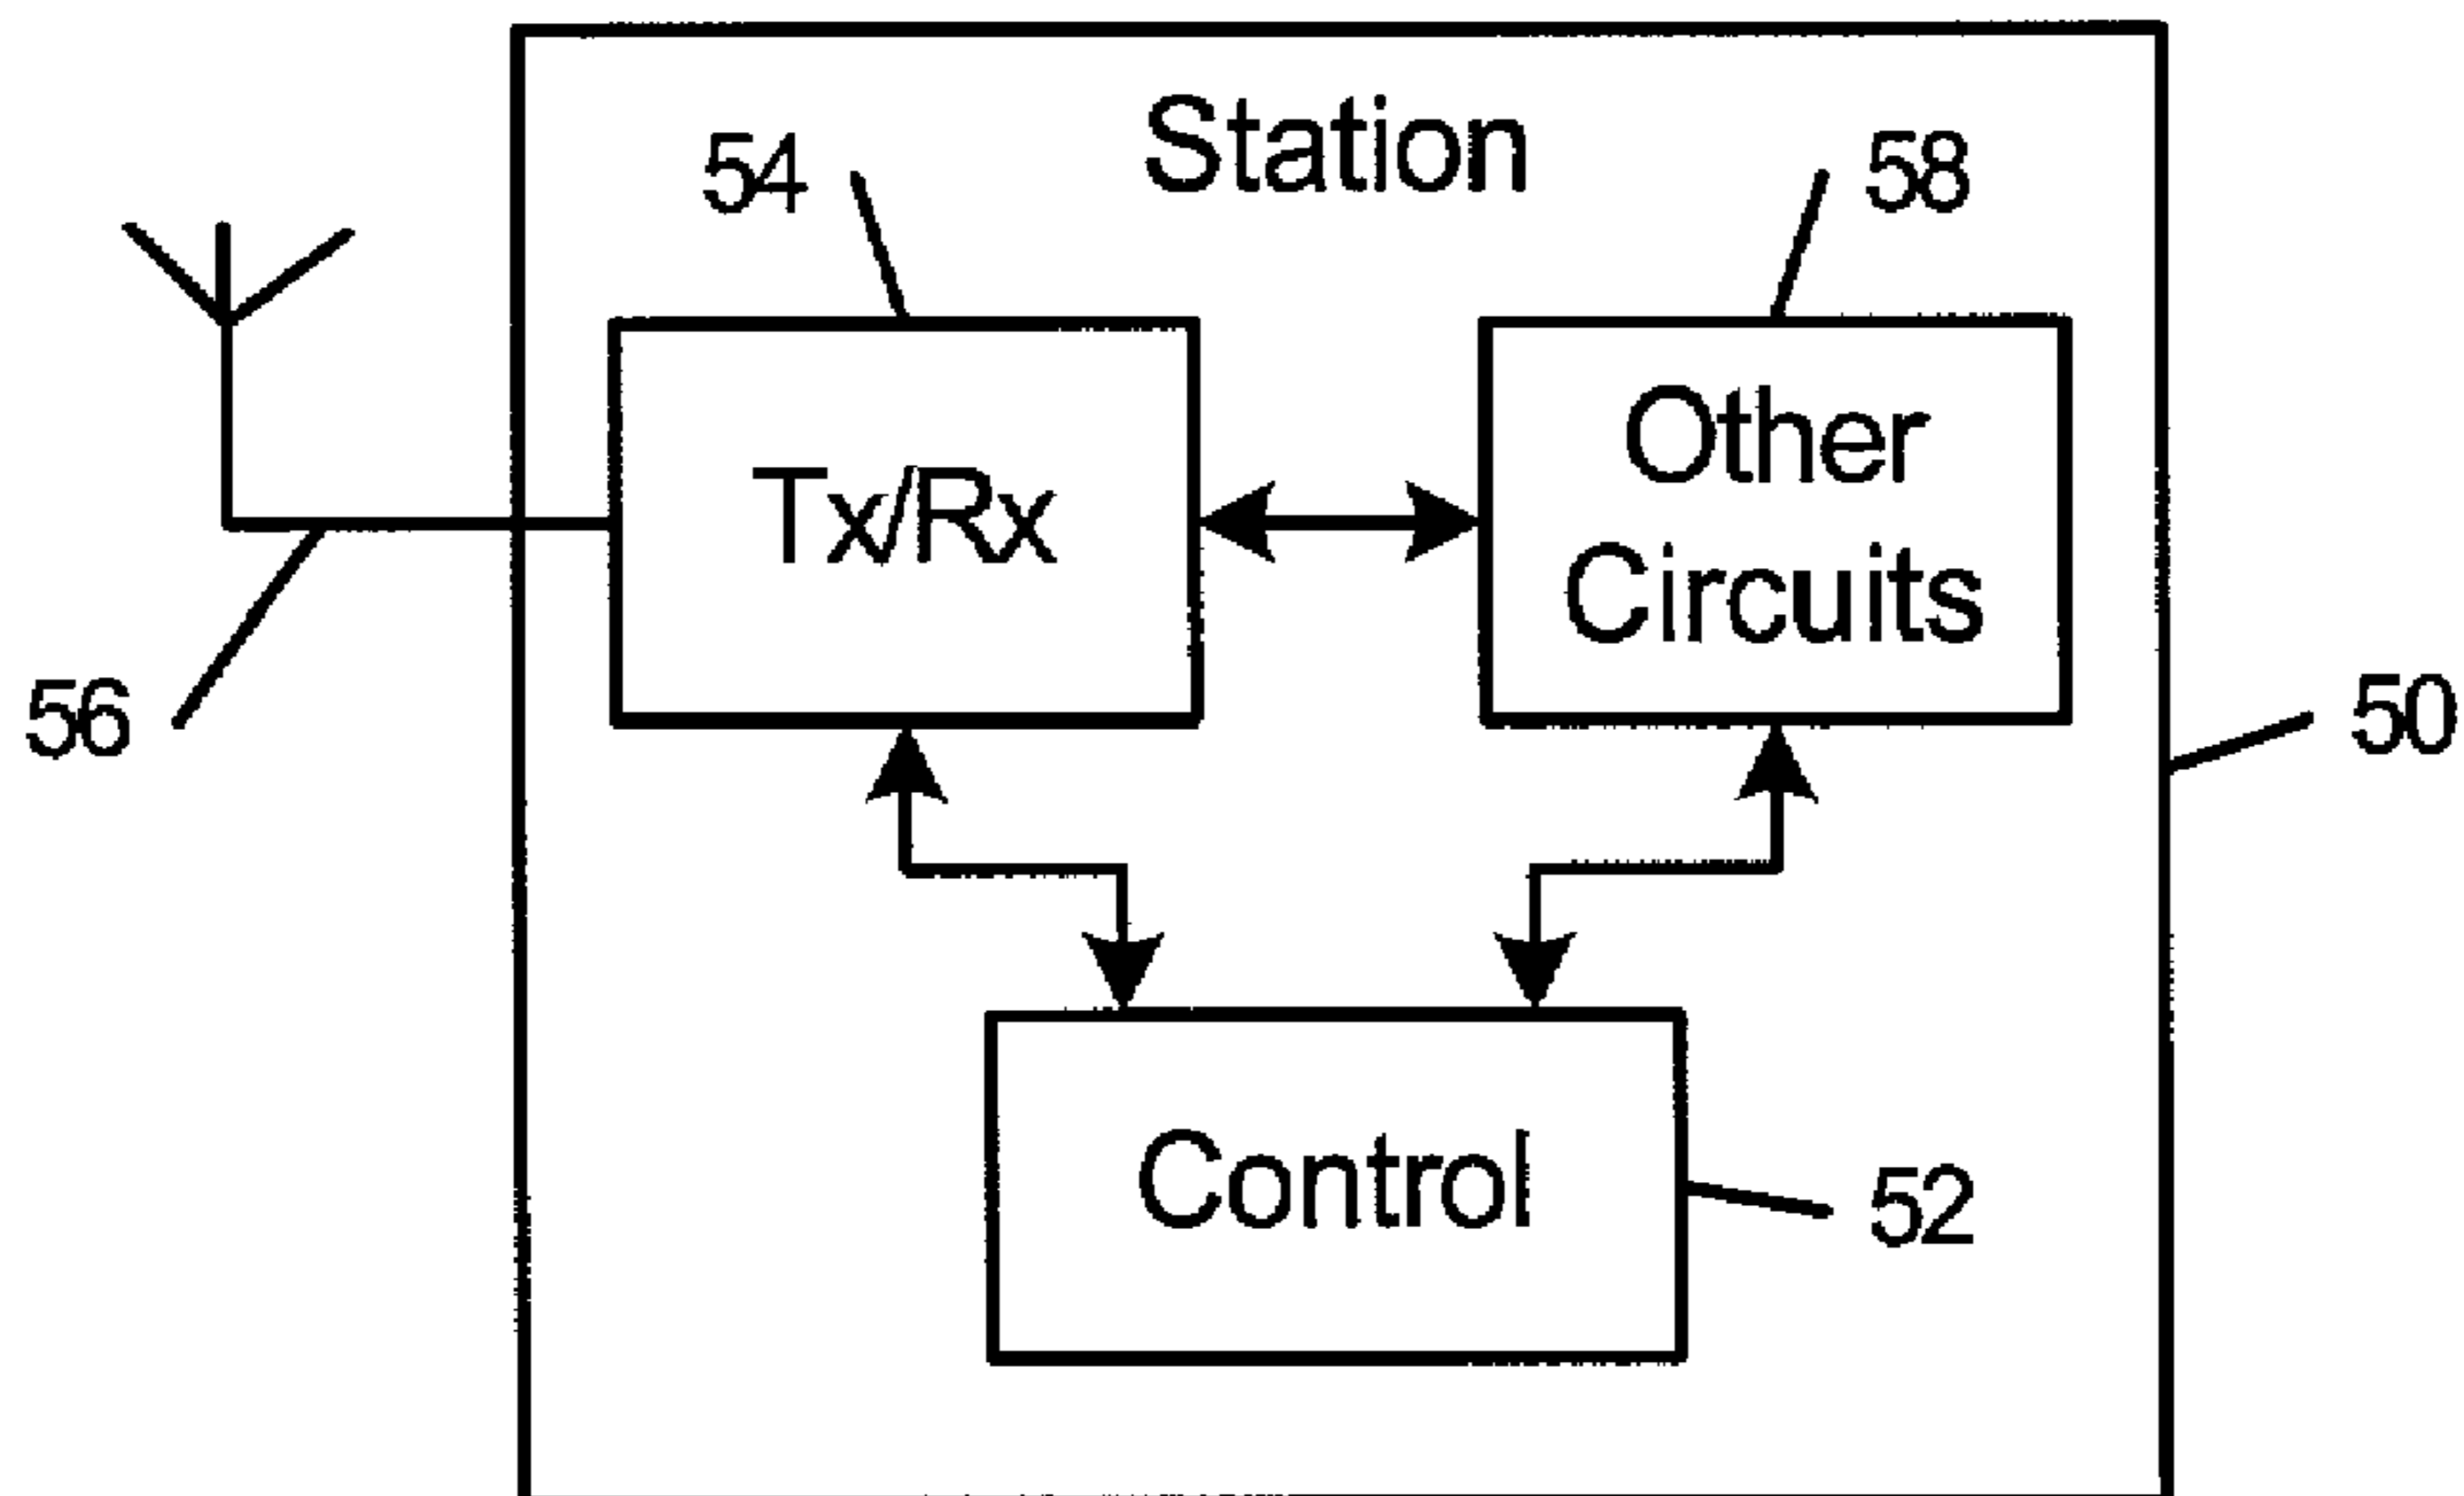 Station
54
58
Tx/Rx
Other
Circuits
56
50
Control
52